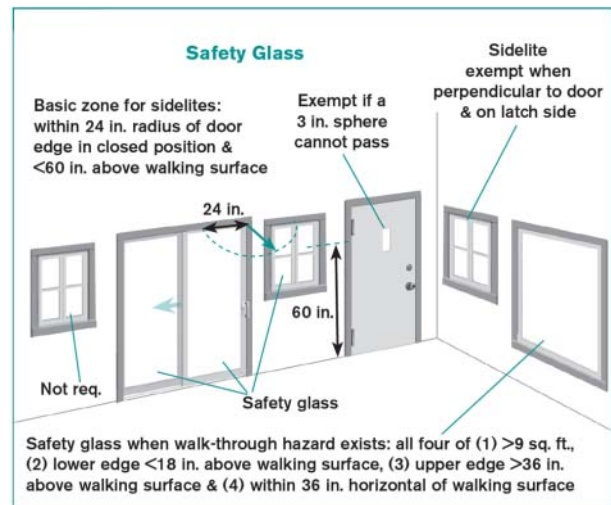 Safety Glass
Basic zone for sidelites:
within 24 in. radius of door
edge in closed position &
<60 in. above walking surface
Exempt if a
3 in. sphere
cannot pass
Sidelite
exempt when
perpendicular to door
& on latch side
24 in.
60 in.
Not req.
Safety glass
Safety glass when walk-through hazard exists: all four of (1) >9 sq. ft.,
(2) lower edge <18 in. above walking surface, (3) upper edge >36 in.
above walking surface & (4) within 36 in. horizontal of walking surface